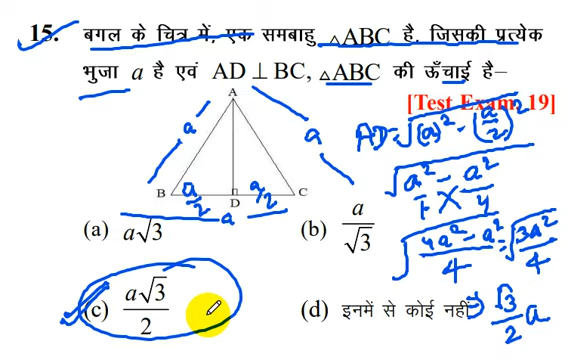 15. बगल के चित्र में, एक समबाहु △ABC है. जिसकी प्रत्येक
भुजा a है एवं AD ⊥ BC, △ABC की ऊँचाई है–
[Test Exam 19]
A
a
a
B
C
D
a/2
a/2
a
AD=√(a)² - (a/2)²
√a²/1 - a²/4
√4a² - a²/4 = √3a²/4
⇒ √3/2 a
(a) a√3
(b) a/√3
(c) a√3/2
(d) इनमें से कोई नहीं